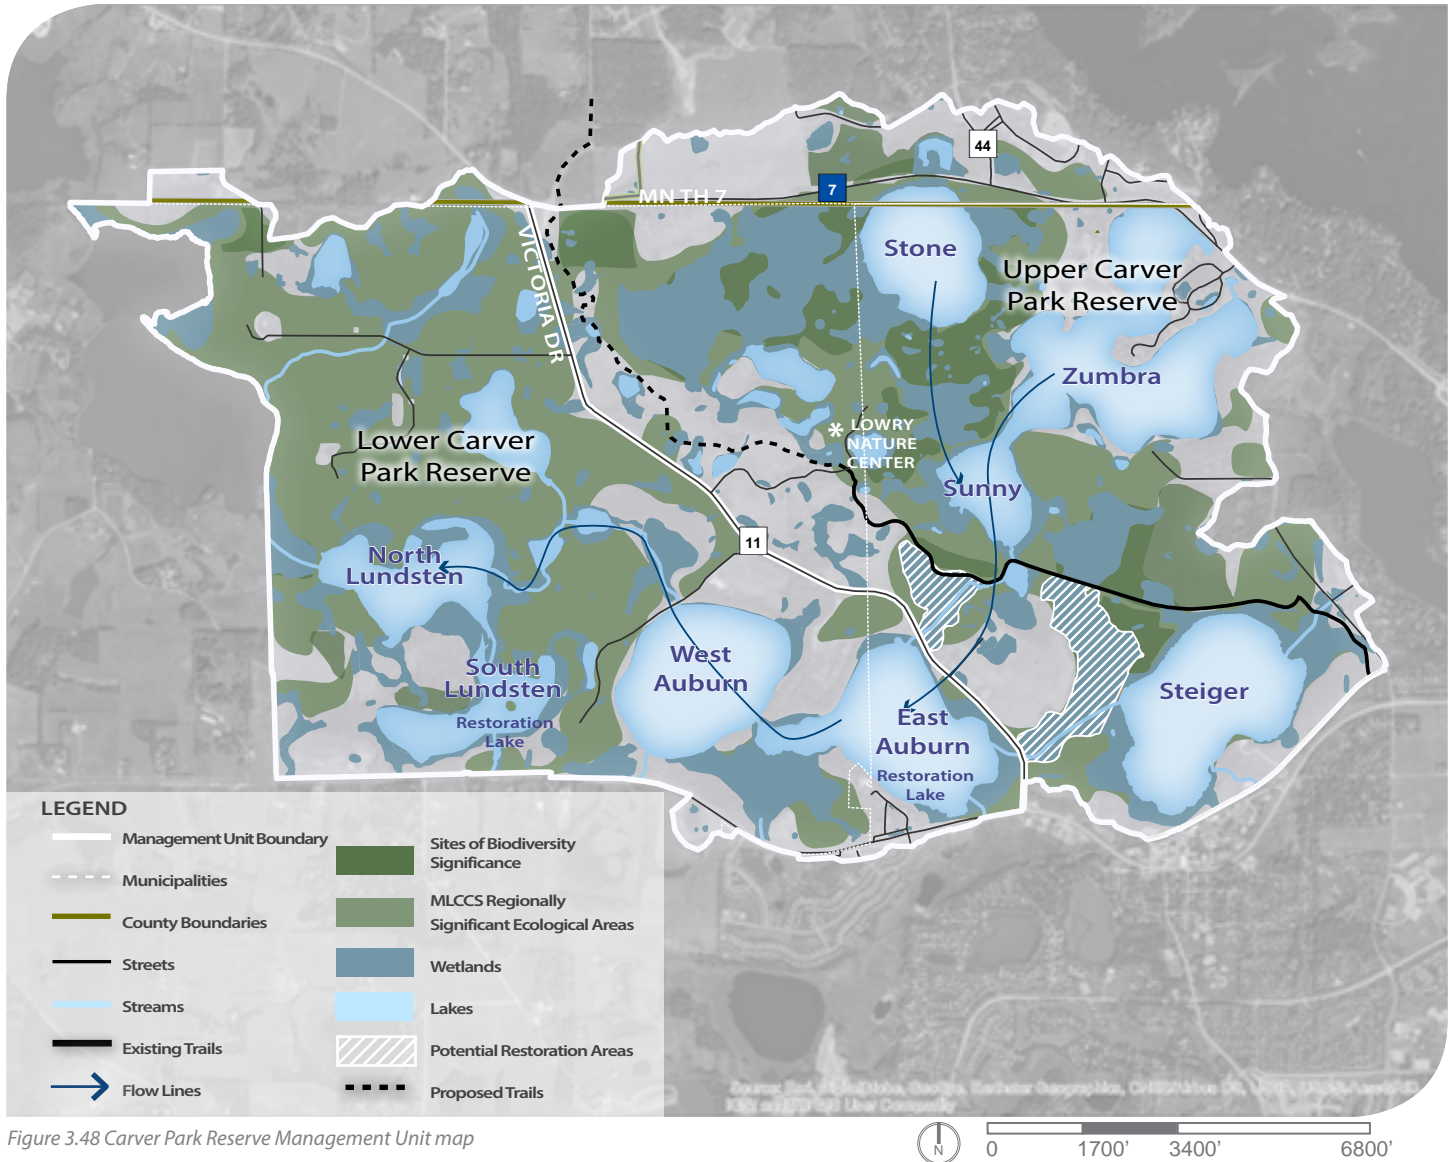 44
7
MN TH 7
VICTORIA DR
Stone
Upper Carver
Park Reserve
Zumbra
LOWRY
* NATURE
CENTER
Lower Carver
Park Reserve
Sunny
11
North
Lundsten
West
Auburn
South
Lundsten
Restoration
Lake
Steiger
East
Auburn
Restoration
Lake
LEGEND
Management Unit Boundary
Municipalities
County Boundaries
Streets
Streams
Existing Trails
Flow Lines
Sites of Biodiversity
Significance
MLCCS Regionally
Significant Ecological Areas
Wetlands
Lakes
Potential Restoration Areas
Proposed Trails
User Community
Figure 3.48 Carver Park Reserve Management Unit map
N
0 1700' 3400' 6800'